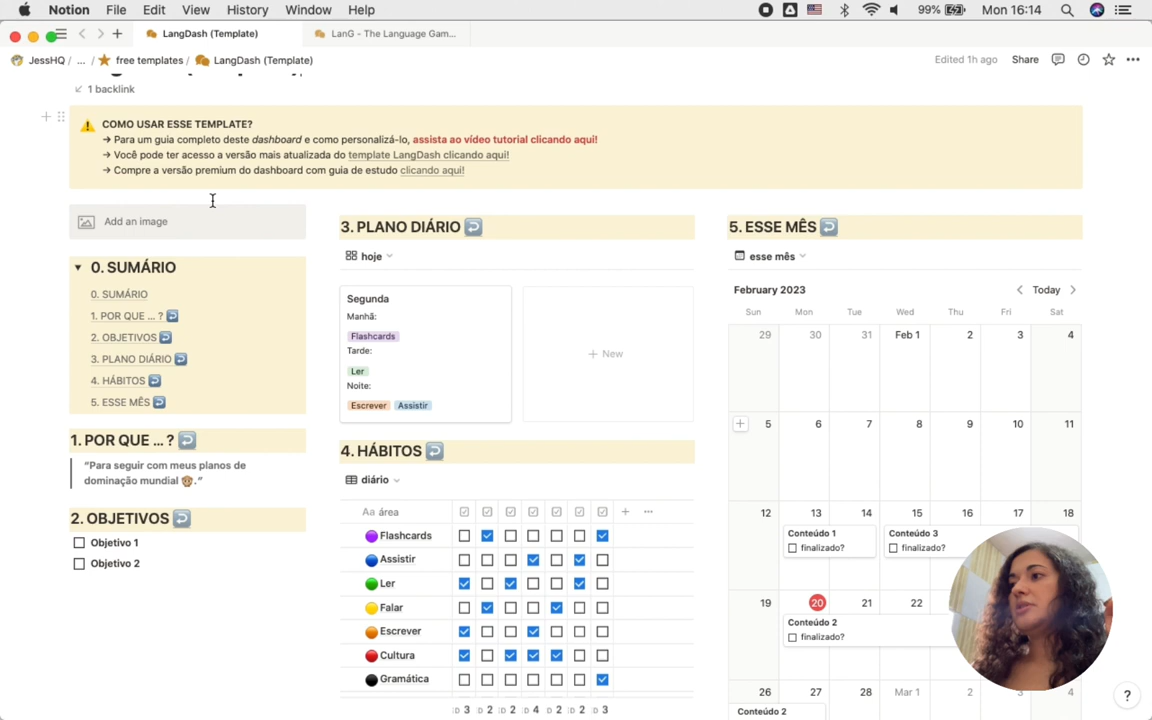 Notion File Edit View History Window Help 99% Mon 16:14
LangDash (Template) LanG - The Language Gam...
JessHQ / ... / free templates / LangDash (Template) Edited 1h ago Share
1 backlink
COMO USAR ESSE TEMPLATE?
→ Para um guia completo deste dashboard e como personalizá-lo, assista ao vídeo tutorial clicando aqui!
→ Você pode ter acesso a versão mais atualizada do template LangDash clicando aqui!
→ Compre a versão premium do dashboard com guia de estudo clicando aqui!
Add an image
0. SUMÁRIO
0. SUMÁRIO
1. POR QUE ... ?
2. OBJETIVOS
3. PLANO DIÁRIO
4. HÁBITOS
5. ESSE MÊS
1. POR QUE ... ?
“Para seguir com meus planos de
dominação mundial .”
2. OBJETIVOS
Objetivo 1
Objetivo 2
3. PLANO DIÁRIO
hoje
Segunda
Manhã:
Flashcards
Tarde:
Ler
Noite:
Escrever Assistir
+ New
4. HÁBITOS
diário
Aa área
Flashcards
Assistir
Ler
Falar
Escrever
Cultura
Gramática
D 3 D 2 D 2 D 4 D 2 D 2 D 3
5. ESSE MÊS
esse mês
February 2023 Today
Sun Mon Tue Wed Thu Fri Sat
29 30 31 Feb 1 2 3 4
5 6 7 8 9 10 11
12 13 14 15 16 17 18
Conteúdo 1 Conteúdo 3
finalizado? finalizado?
19 20 21 22
Conteúdo 2
finalizado?
26 27 28 Mar 1 2 3 4
Conteúdo 2
?